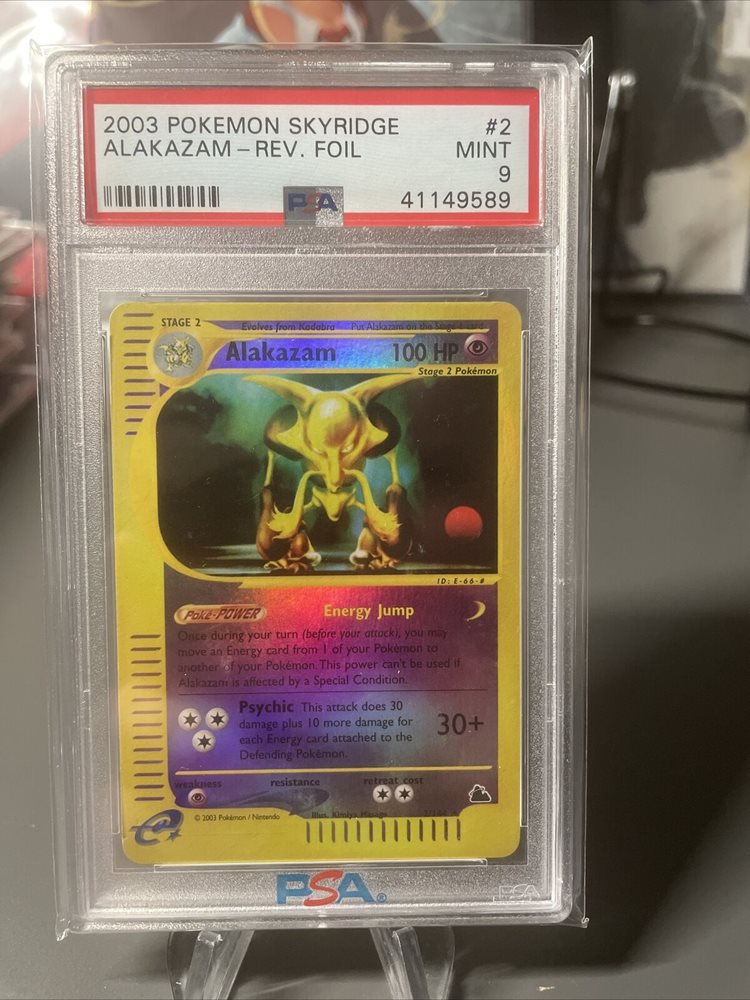 2003 POKEMON SKYRIDGE #2
ALAKAZAM - REV. FOIL MINT
9
PSA 41149589
STAGE 2 Evolves from Kadabra Put Alakazam on the Stage 1
Alakazam 100 HP
Stage 2 Pokémon
ID: E-66-#
Poké-POWER Energy Jump
Once during your turn (before your attack), you may
move an Energy card from 1 of your Pokémon to
another of your Pokémon. This power can't be used if
Alakazam is affected by a Special Condition.
Psychic This attack does 30
damage plus 10 more damage for
each Energy card attached to the
Defending Pokémon.
30+
weakness resistance retreat cost
© 2003 Pokémon / Nintendo Illus. Kimiya Masago
e
PSA®
PSA